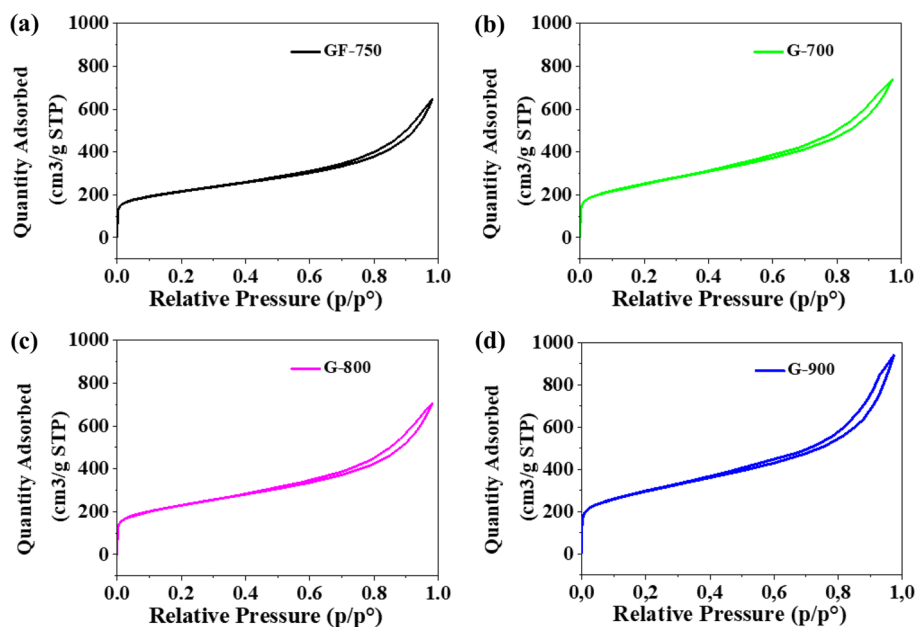 (a)
GF-750
Quantity Adsorbed
(cm3/g STP)
1000
800
600
400
200
0
0.0 0.2 0.4 0.6 0.8 1.0
Relative Pressure (p/p°)
(b)
G-700
Quantity Adsorbed
(cm3/g STP)
1000
800
600
400
200
0
0.0 0.2 0.4 0.6 0.8 1.0
Relative Pressure (p/p°)
(c)
G-800
Quantity Adsorbed
(cm3/g STP)
1000
800
600
400
200
0
0.0 0.2 0.4 0.6 0.8 1.0
Relative Pressure (p/p°)
(d)
G-900
Quantity Adsorbed
(cm3/g STP)
1000
800
600
400
200
0
0,0 0,2 0,4 0,6 0,8 1,0
Relative Pressure (p/p°)